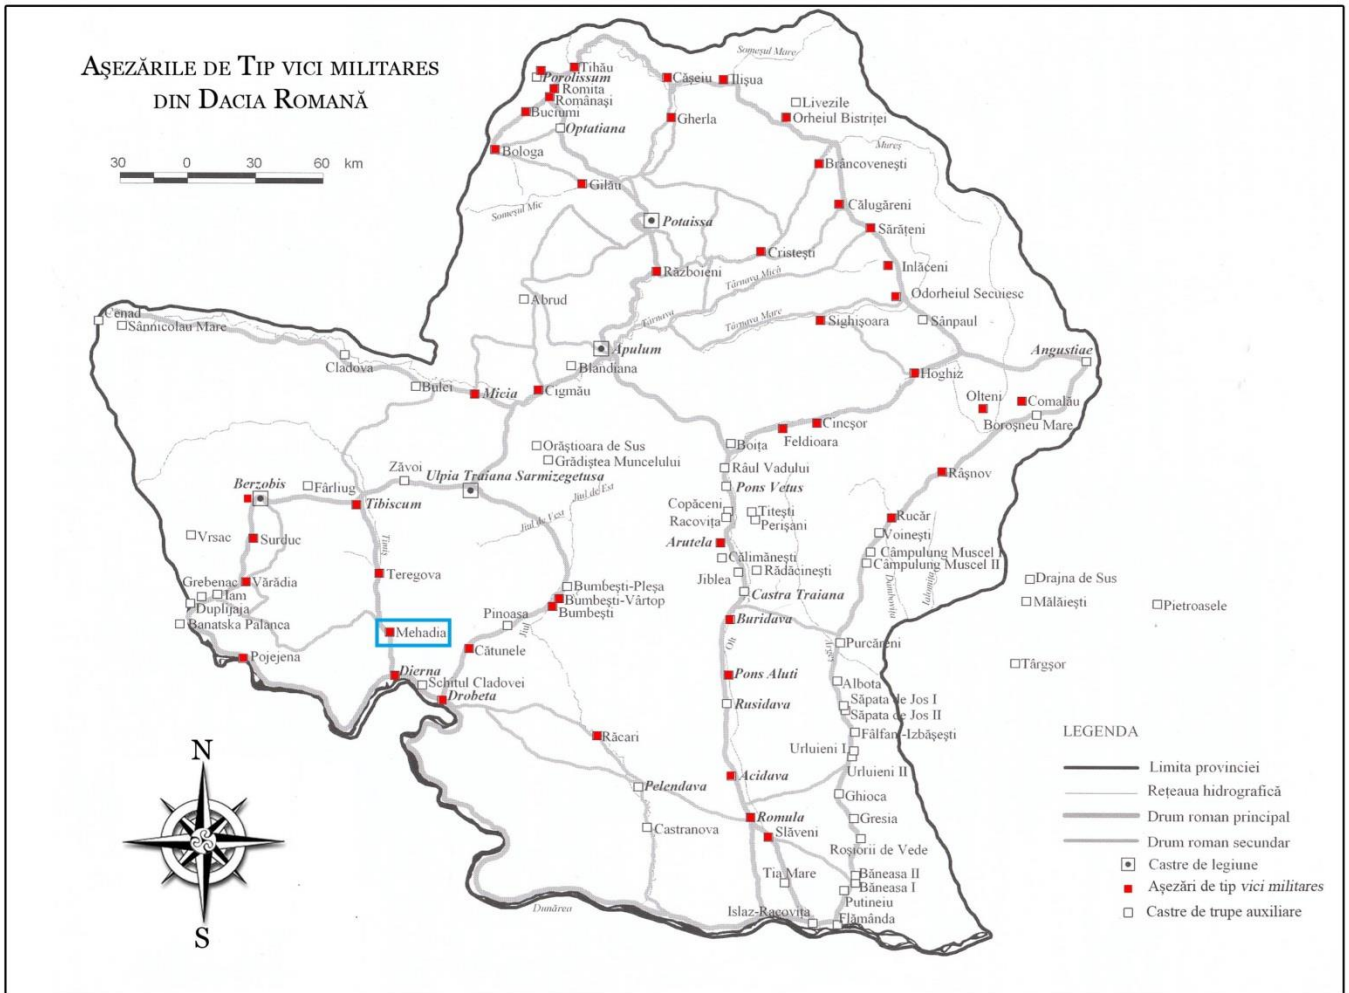 AŞEZĂRILE DE TIP VICI MILITARES
DIN DACIA ROMANĂ
30 0 30 60 km
Someşul Mare
Tihău
Porolissum
Căşeiu
Ilişua
Romita
Românaşi
Livezile
Buciumi
Gherla
Orheiul Bistriţei
Optatiana
Mureş
Bologa
Brâncoveneşti
Gilău
Someşul Mic
Călugăreni
Potaissa
Sărăţeni
Cristeşti
Inlăceni
Războieni
Târnava Mică
Odorheiul Secuiesc
Abrud
Târnava
Târnava Mare
Sighişoara
Sânpaul
Cenad
Sânnicolau Mare
Apulum
Angustiae
Cladova
Blandiana
Hoghiz
Bulci
Micia
Cigmău
Olteni
Comalău
Boroşneu Mare
Cincşor
Feldioara
Orăştioara de Sus
Boiţa
Grădiştea Muncelului
Râul Vadului
Zăvoi
Ulpia Traiana Sarmizegetusa
Râşnov
Berzobis
Fârliug
Pons Vetus
Jiul de Est
Tibiscum
Copăceni
Titeşti
Racoviţa
Perişani
Rucăr
Jiul de Vest
Voineşti
Vrsac
Surduc
Timiş
Arutela
Câmpulung Muscel I
Călimăneşti
Câmpulung Muscel II
Teregova
Jiblea
Rădăcineşti
Drajna de Sus
Grebenac
Vărădia
Bumbeşti-Pleşa
Dâmboviţa
Ialomiţa
Ian
Castra Traiana
Duplijaja
Bumbeşti-Vârtop
Mălăieşti
Pietroasele
Bumbeşti
Banatska Palanca
Pinoasa
Buridava
Mehadia
Jiul
Olt
Argeş
Purcăreni
Cătunele
Pojejena
Târgşor
Dierna
Pons Aluti
Schitul Cladovei
Albota
Drobeta
Rusidava
Săpata de Jos I
Săpata de Jos II
Răcari
Fâlfani-Izbăşeşti
LEGENDA
N
Urluieni I
Limita provinciei
Acidava
Urluieni II
Pelendava
Reţeaua hidrografică
Ghioca
Romula
Drum roman principal
Castranova
Gresia
Slăveni
Drum roman secundar
Roşiorii de Vede
Castre de legiune
Tia Mare
Băneasa II
Băneasa I
Aşezări de tip vici militares
Putineiu
Dunărea
Islaz-Racoviţa
Castre de trupe auxiliare
Flămânda
S